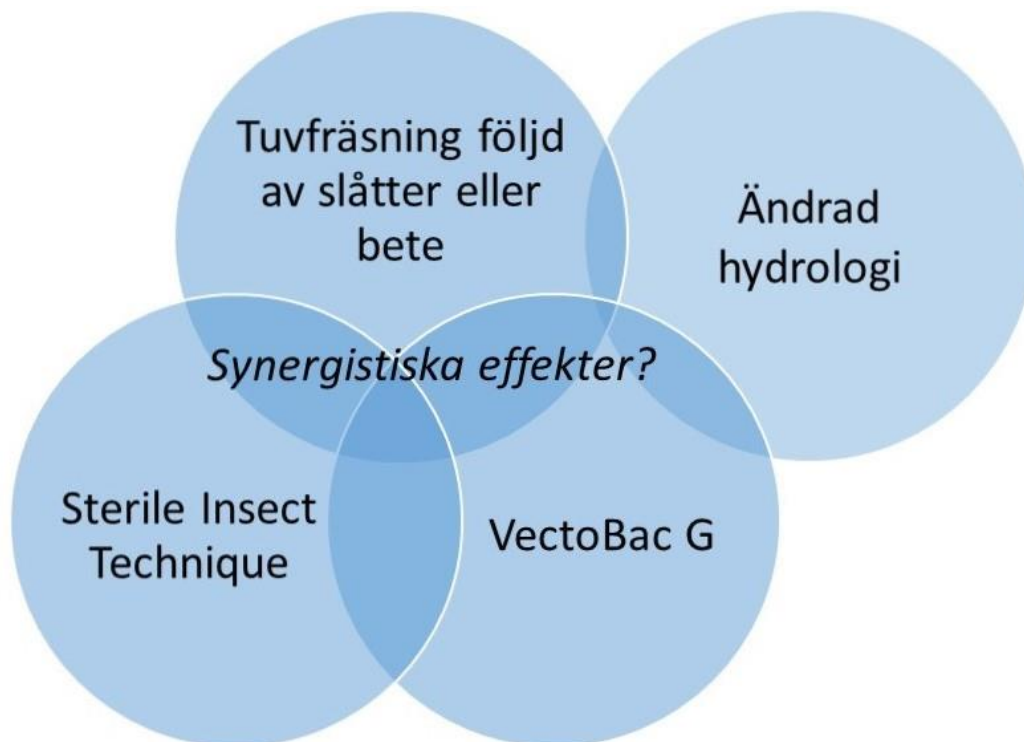 Tuvfräsning följd
av slåtter eller
bete
Ändrad
hydrologi
Synergistiska effekter?
Sterile Insect
Technique
VectoBac G